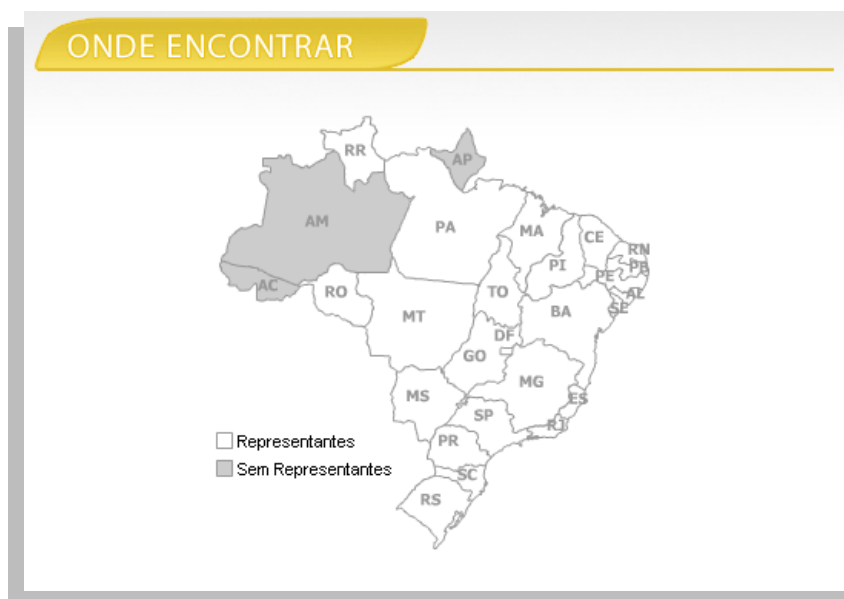 ONDE ENCONTRAR
RR
AP
AM
PA
MA
CE
RN
PI
PB
PE
AC
RO
TO
AL
SE
MT
BA
DF
GO
MG
MS
ES
SP
RJ
PR
Representantes
Sem Representantes
SC
RS